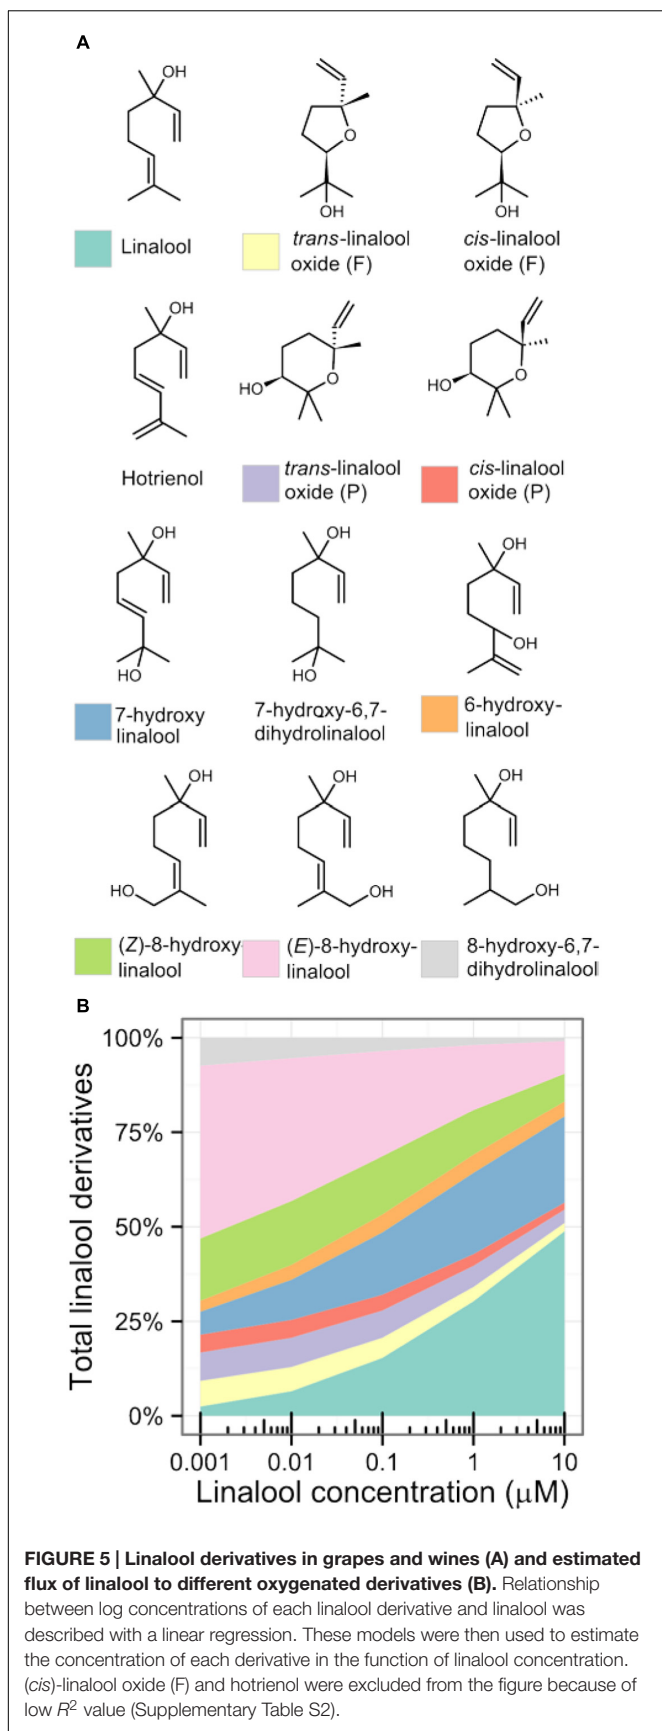 A
OH
OH
OH
Linalool
trans-linalool
oxide (F)
cis-linalool
oxide (F)
O
O
OH
HO
O
HO
O
Hotrienol
trans-linalool
oxide (P)
cis-linalool
oxide (P)
OH
HO
OH
HO
OH
OH
7-hydroxy
linalool
7-hydroxy-6,7-
dihydrolinalool
6-hydroxy-
linalool
OH
HO
OH
OH
OH
OH
(Z)-8-hydroxy-
linalool
(E)-8-hydroxy-
linalool
8-hydroxy-6,7-
dihydrolinalool
B
Total linalool derivatives
100%
75%
50%
25%
0%
0.001 0.01 0.1 1 10
Linalool concentration (μM)
FIGURE 5 | Linalool derivatives in grapes and wines (A) and estimated
flux of linalool to different oxygenated derivatives (B). Relationship
between log concentrations of each linalool derivative and linalool was
described with a linear regression. These models were then used to estimate
the concentration of each derivative in the function of linalool concentration.
(cis)-linalool oxide (F) and hotrienol were excluded from the figure because of
low R² value (Supplementary Table S2).